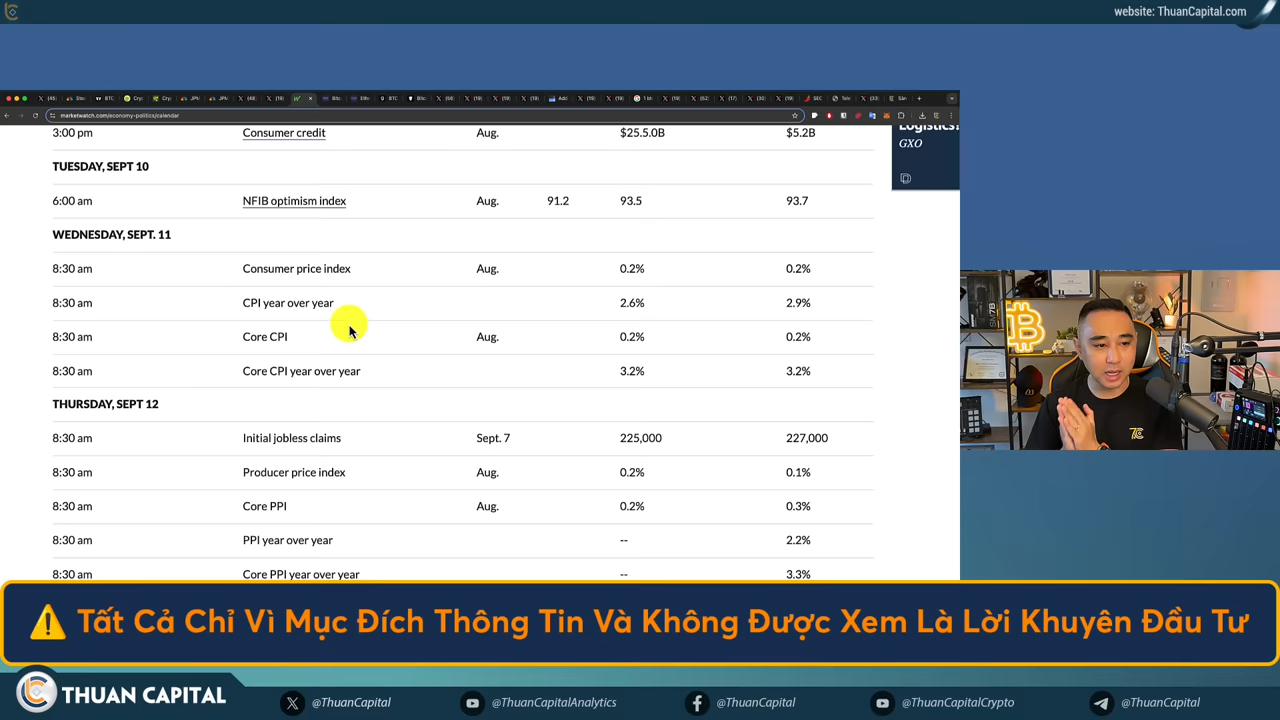 website: ThuanCapital.com
marketwatch.com/economy-politics/calendar
Logistics!
GXO
3:00 pm Consumer credit Aug. $25.5.0B $5.2B
TUESDAY, SEPT 10
6:00 am NFIB optimism index Aug. 91.2 93.5 93.7
WEDNESDAY, SEPT. 11
8:30 am Consumer price index Aug. 0.2% 0.2%
8:30 am CPI year over year 2.6% 2.9%
8:30 am Core CPI Aug. 0.2% 0.2%
8:30 am Core CPI year over year 3.2% 3.2%
THURSDAY, SEPT 12
8:30 am Initial jobless claims Sept. 7 225,000 227,000
8:30 am Producer price index Aug. 0.2% 0.1%
8:30 am Core PPI Aug. 0.2% 0.3%
8:30 am PPI year over year -- 2.2%
8:30 am Core PPI year over year -- 3.3%
Tất Cả Chỉ Vì Mục Đích Thông Tin Và Không Được Xem Là Lời Khuyên Đầu Tư
THUAN CAPITAL @ThuanCapital @ThuanCapitalAnalytics @ThuanCapital @ThuanCapitalCrypto @ThuanCapital